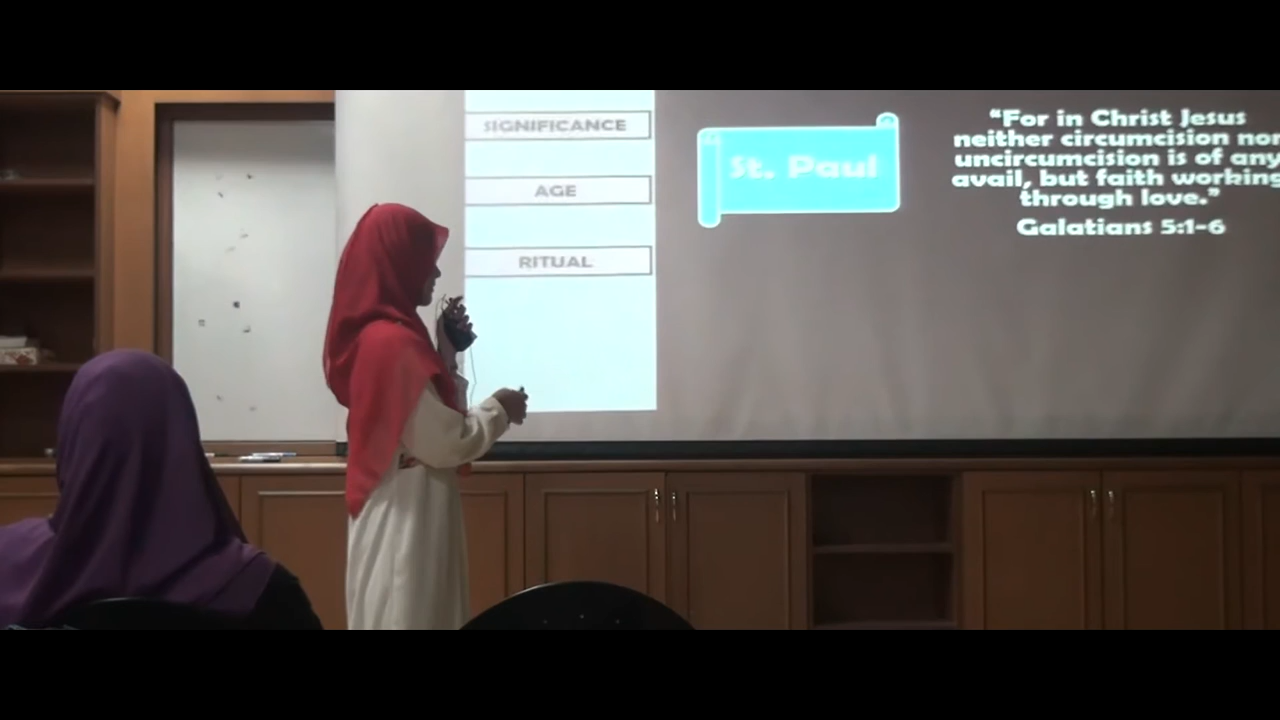 SIGNIFICANCE
AGE
RITUAL
St. Paul
“For in Christ Jesus
neither circumcision nor
uncircumcision is of any
avail, but faith working
through love.”
Galatians 5:1-6